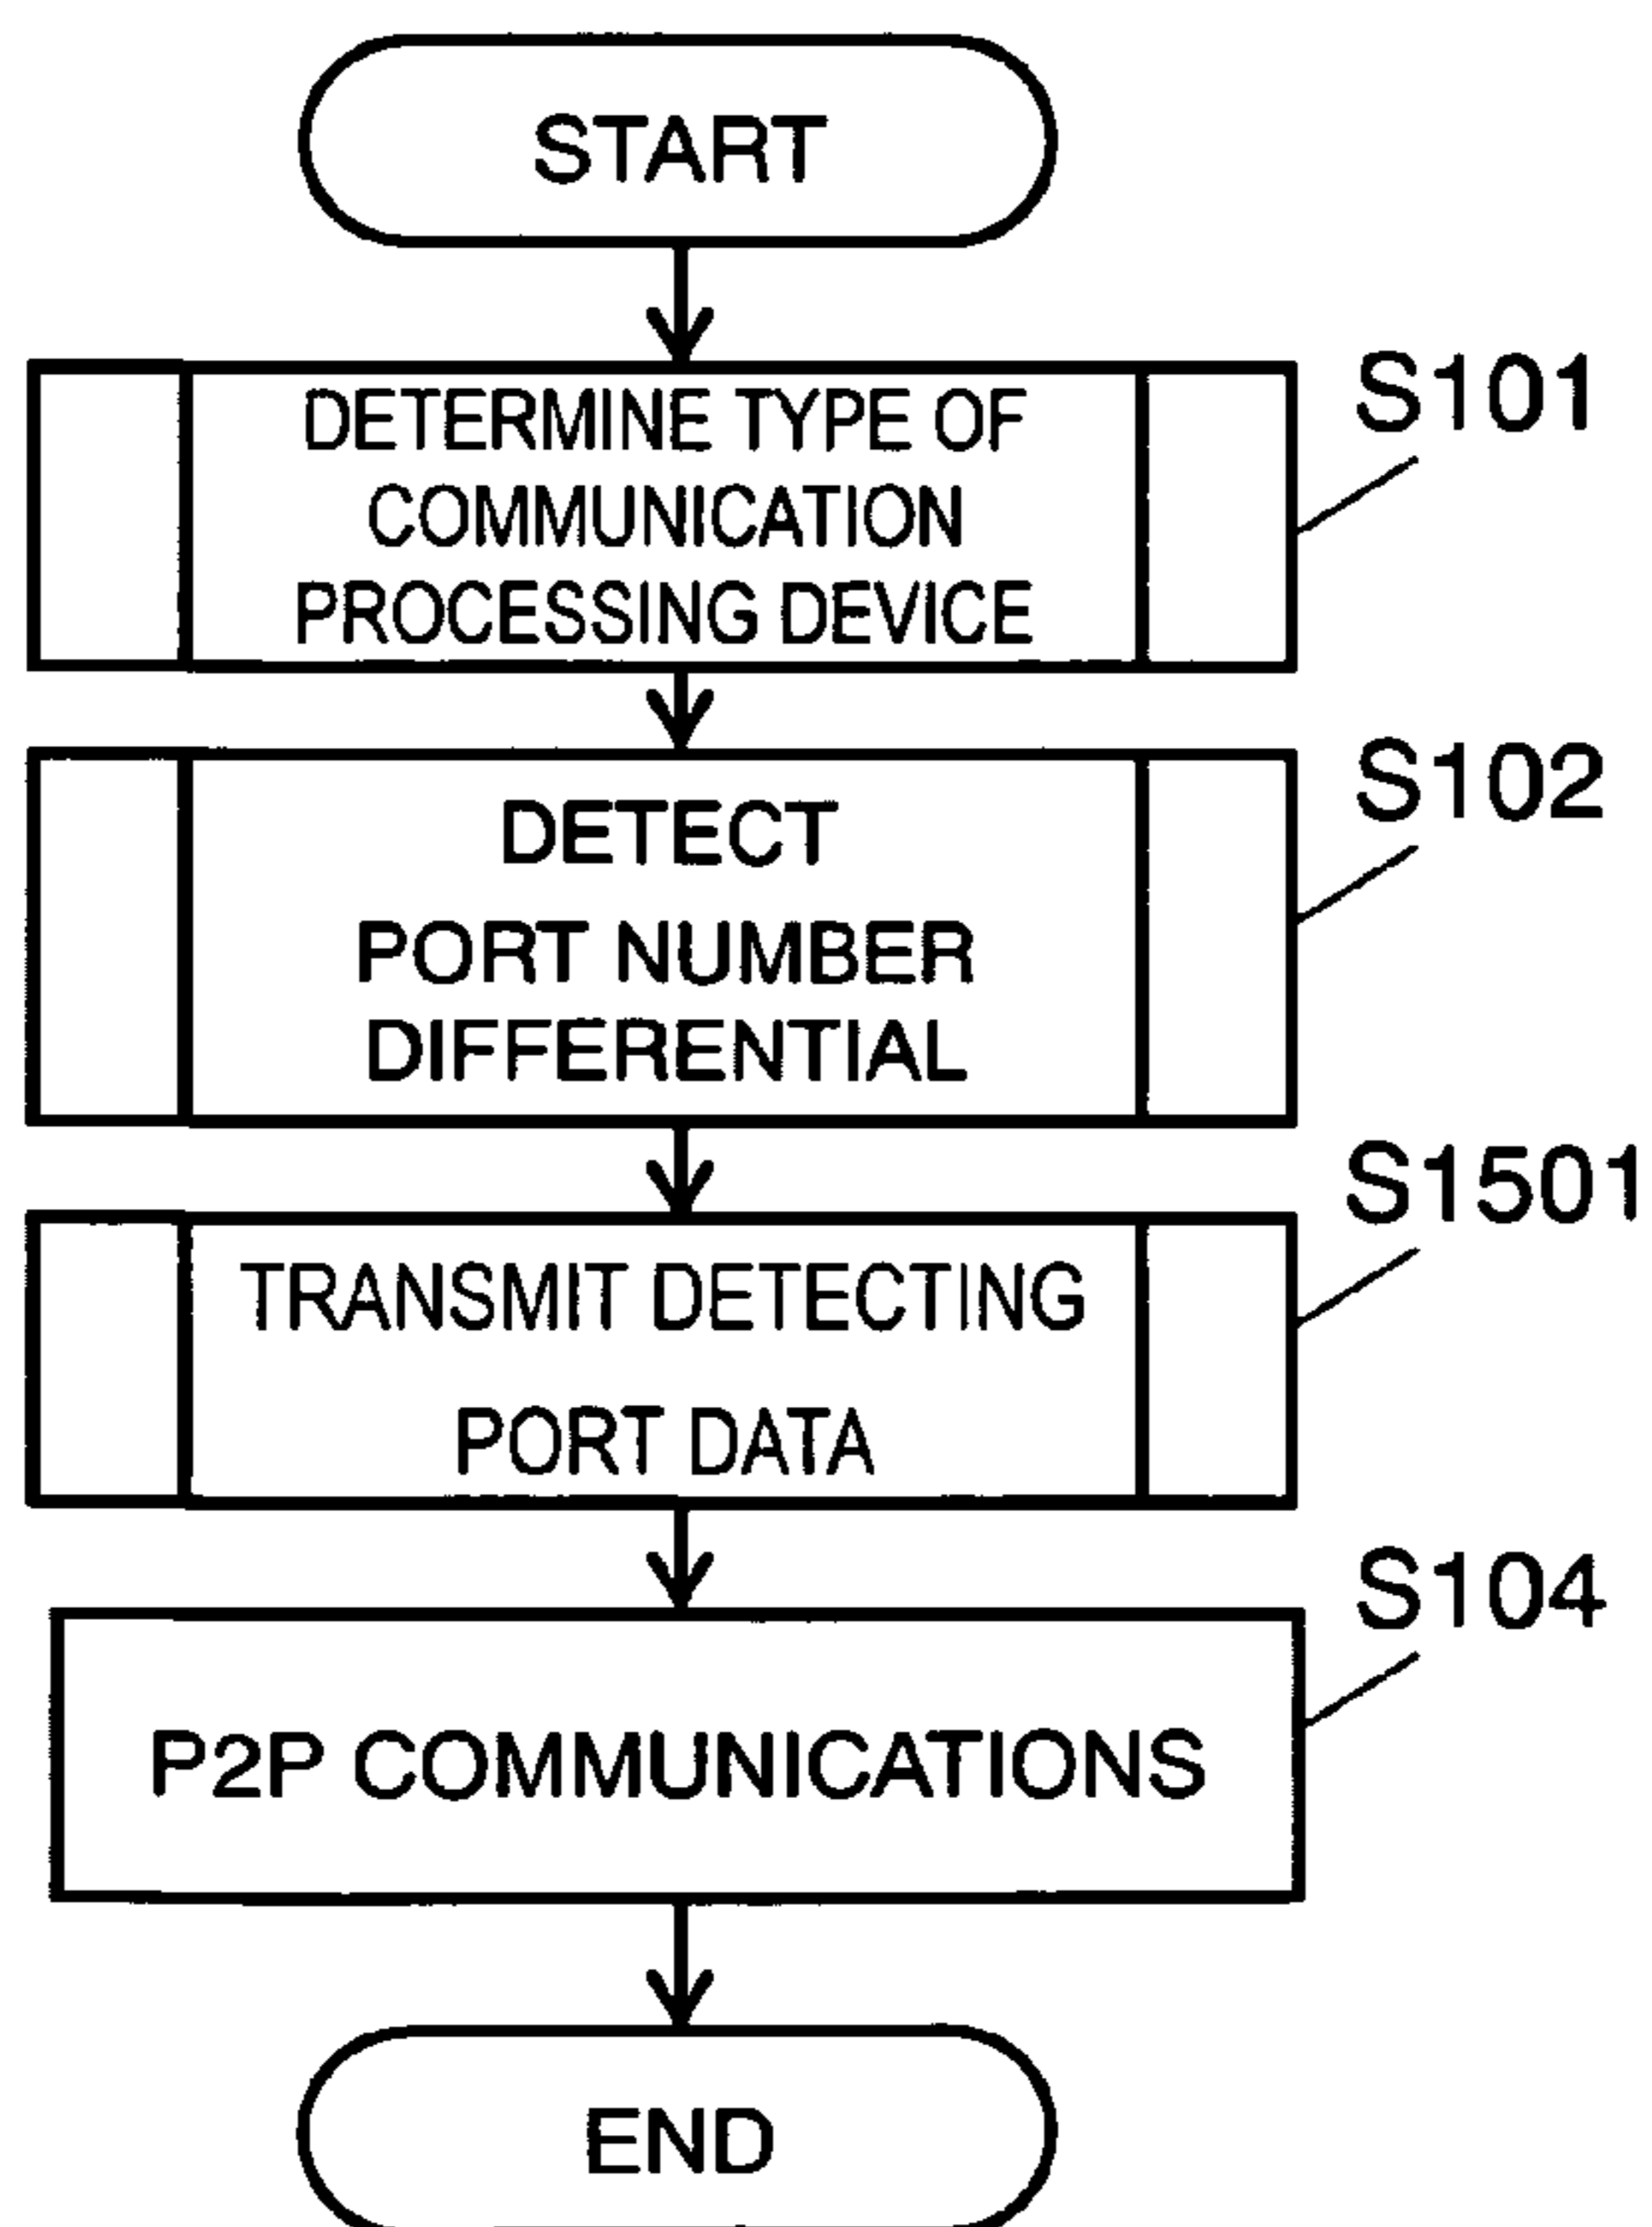 START
S101
DETERMINE TYPE OF
COMMUNICATION
PROCESSING DEVICE
S102
DETECT
PORT NUMBER
DIFFERENTIAL
S1501
TRANSMIT DETECTING
PORT DATA
S104
P2P COMMUNICATIONS
END